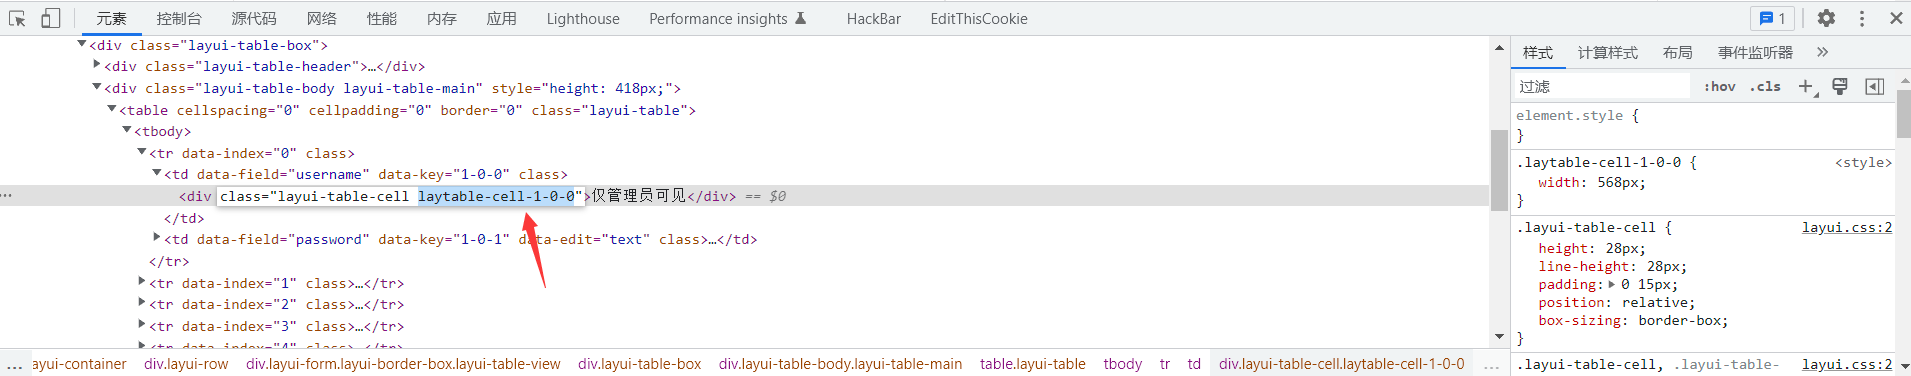 元素 控制台 源代码 网络 性能 内存 应用 Lighthouse Performance insights HackBar EditThisCookie 1
<div class="layui-table-box">
<div class="layui-table-header">…</div>
<div class="layui-table-body layui-table-main" style="height: 418px;">
<table cellspacing="0" cellpadding="0" border="0" class="layui-table">
<tbody>
<tr data-index="0" class>
<td data-field="username" data-key="1-0-0" class>
… <div class="layui-table-cell laytable-cell-1-0-0">仅管理员可见</div> == $0
</td>
<td data-field="password" data-key="1-0-1" data-edit="text" class>…</td>
</tr>
<tr data-index="1" class>…</tr>
<tr data-index="2" class>…</tr>
<tr data-index="3" class>…</tr>
<tr data-index="4" class>…</tr>
… ayui-container div.layui-row div.layui-form.layui-border-box.layui-table-view div.layui-table-box div.layui-table-body.layui-table-main table.layui-table tbody tr td div.layui-table-cell.laytable-cell-1-0-0 …
样式 计算样式 布局 事件监听器 »
过滤 :hov .cls
element.style {
}
.laytable-cell-1-0-0 { <style>
width: 568px;
}
.layui-table-cell { layui.css:2
height: 28px;
line-height: 28px;
padding: 0 15px;
position: relative;
box-sizing: border-box;
}
.layui-table-cell, .layui-table- layui.css:2